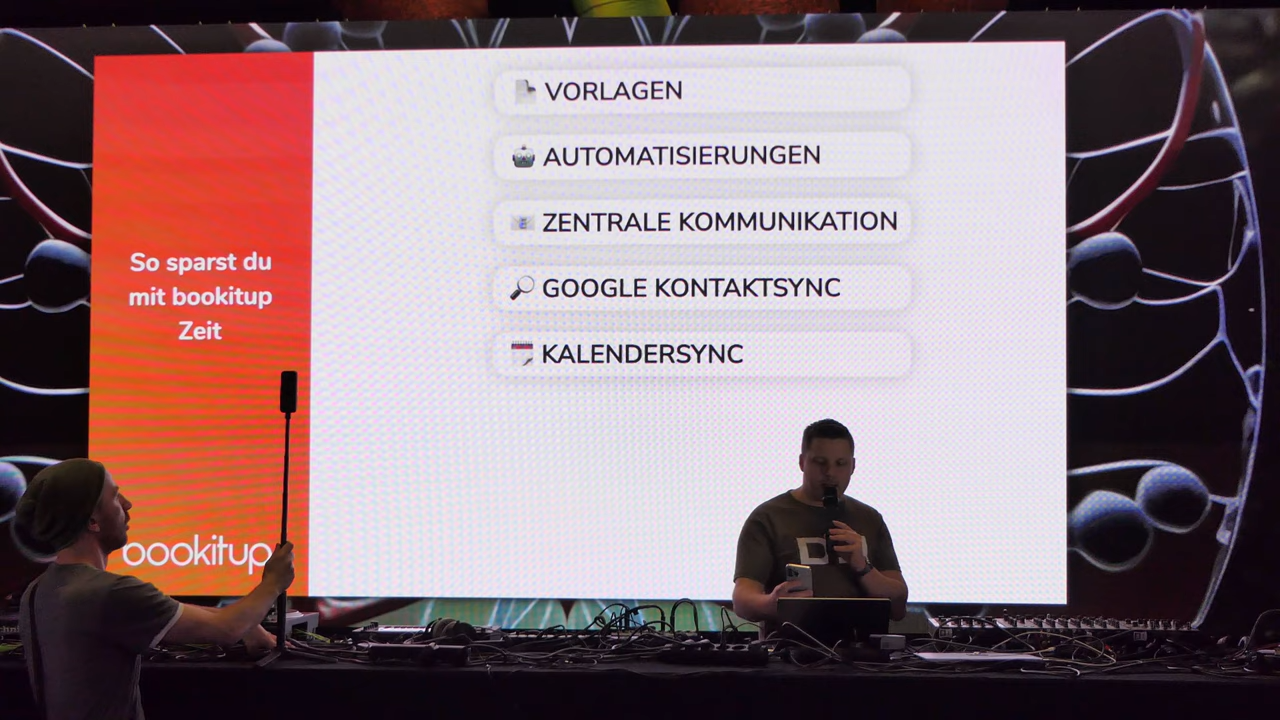 VORLAGEN
AUTOMATISIERUNGEN
ZENTRALE KOMMUNIKATION
GOOGLE KONTAKTSYNC
KALENDERSYNC
So sparst du
mit bookitup
Zeit
bookitup